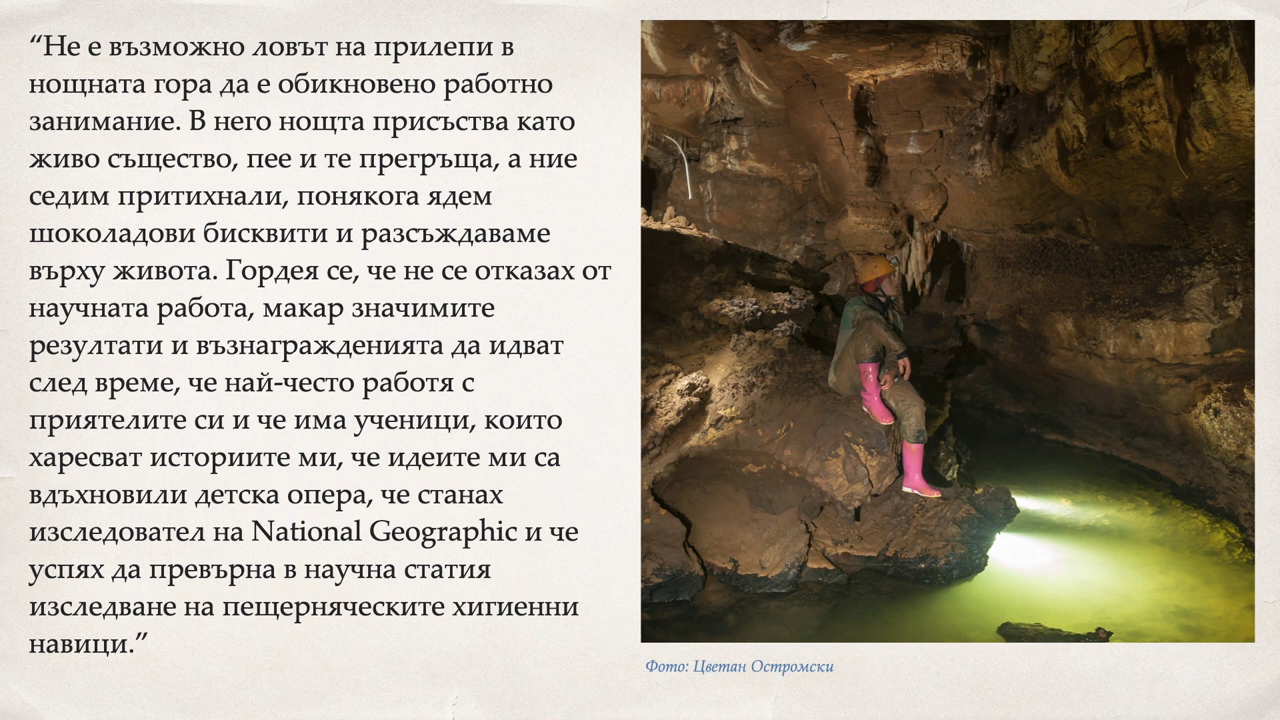 “Не е възможно ловът на прилепи в
нощната гора да е обикновено работно
занимание. В него нощта присъства като
живо същество, пее и те прегръща, а ние
седим притихнали, понякога ядем
шоколадови бисквити и разсъждаваме
върху живота. Гордея се, че не се отказах от
научната работа, макар значимите
резултати и възнагражденията да идват
след време, че най-често работя с
приятелите си и че има ученици, които
харесват историите ми, че идеите ми са
вдъхновили детска опера, че станах
изследовател на National Geographic и че
успях да превърна в научна статия
изследване на пещерняческите хигиенни
навици.”
Фото: Цветан Остромски